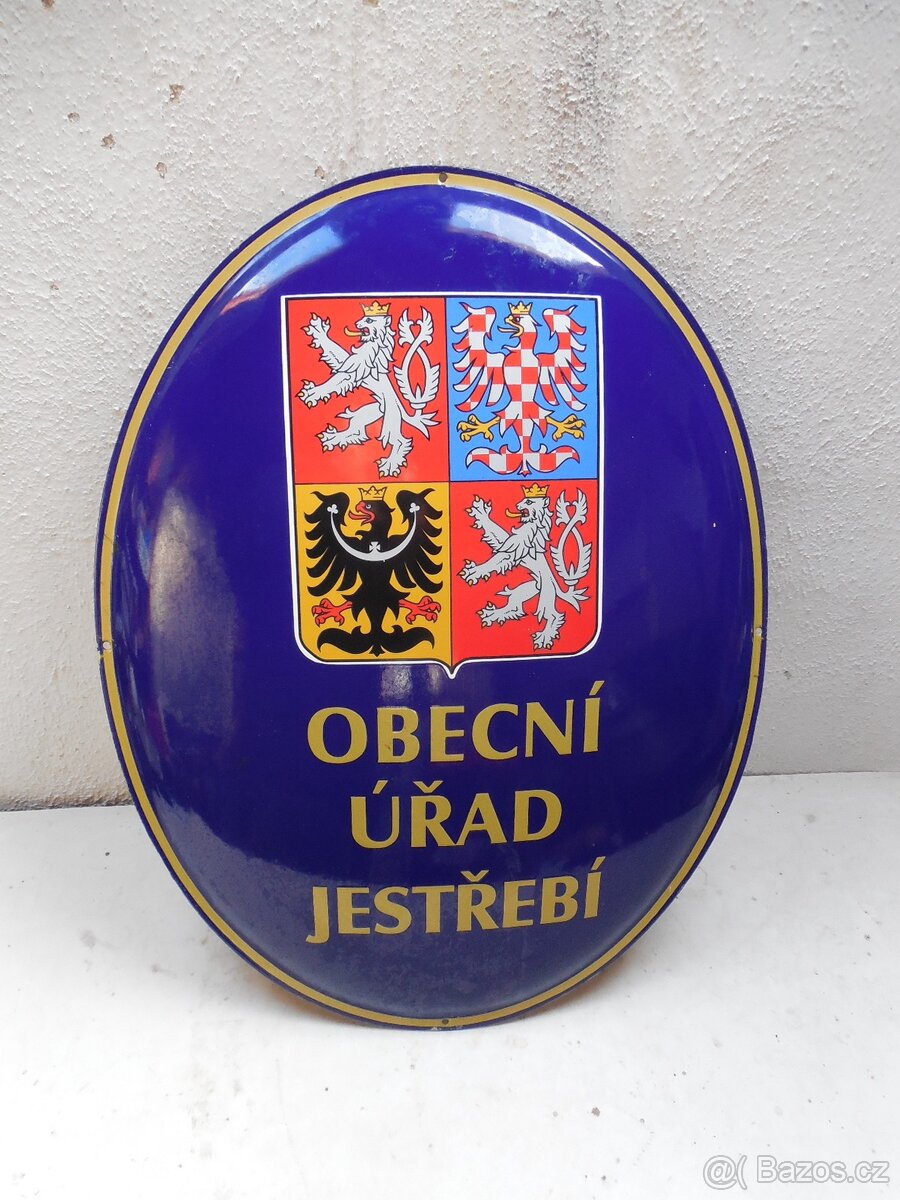 OBECNÍ
ÚŘAD
JESTŘEBÍ
@( Bazos.cz